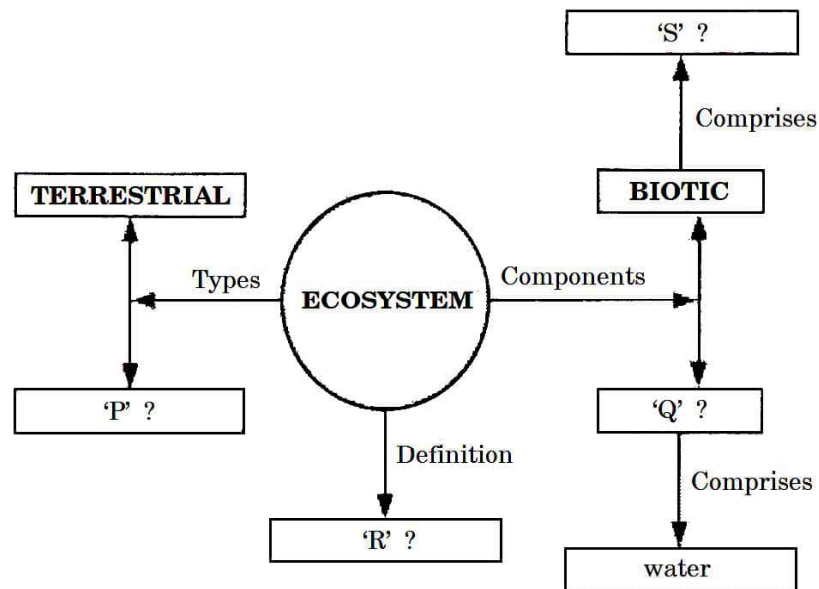 ‘S’ ?
Comprises
TERRESTRIAL
BIOTIC
Types
ECOSYSTEM
Components
‘P’ ?
‘Q’ ?
Definition
Comprises
‘R’ ?
water